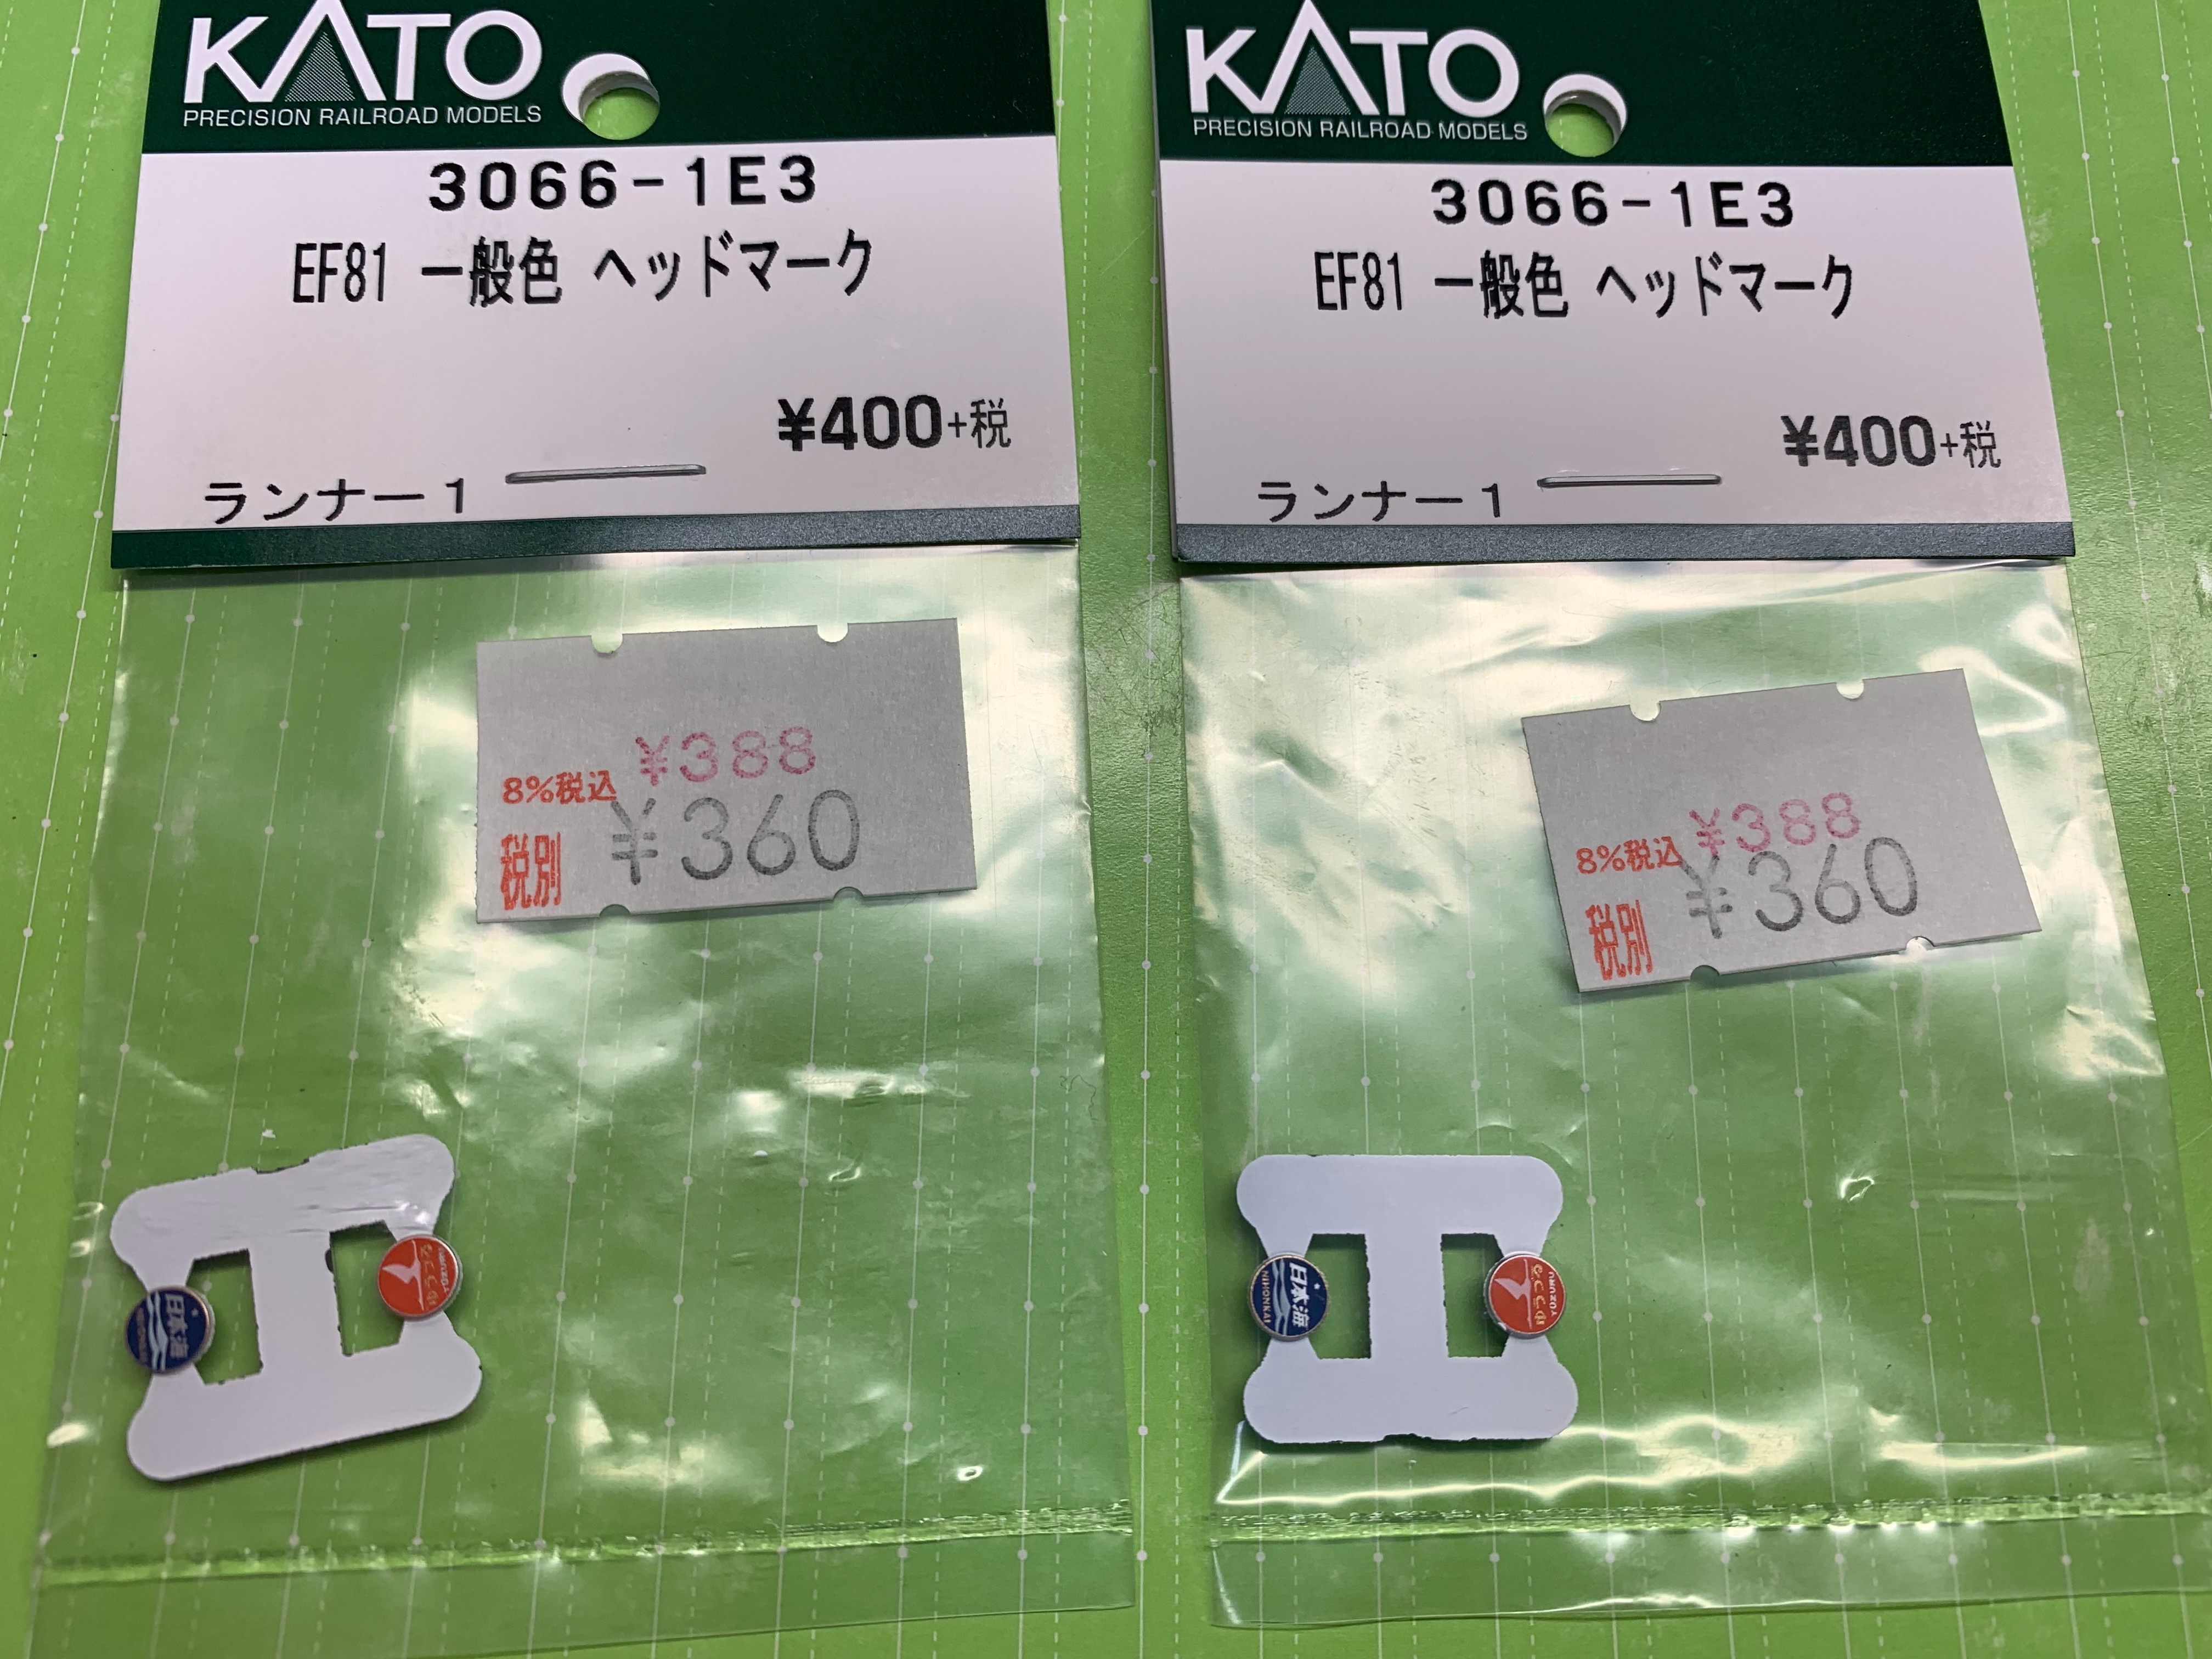 KATO
PRECISION RAILROAD MODELS
3066-1E3
EF81 一般色 ヘッドマーク
¥400+税
ランナー1
¥388
8%税込
¥360
税別
日本海
KATO
PRECISION RAILROAD MODELS
3066-1E3
EF81 一般色 ヘッドマーク
¥400+税
ランナー1
¥388
8%税込
¥360
税別
日本海
NIHONKAI
YUZURU